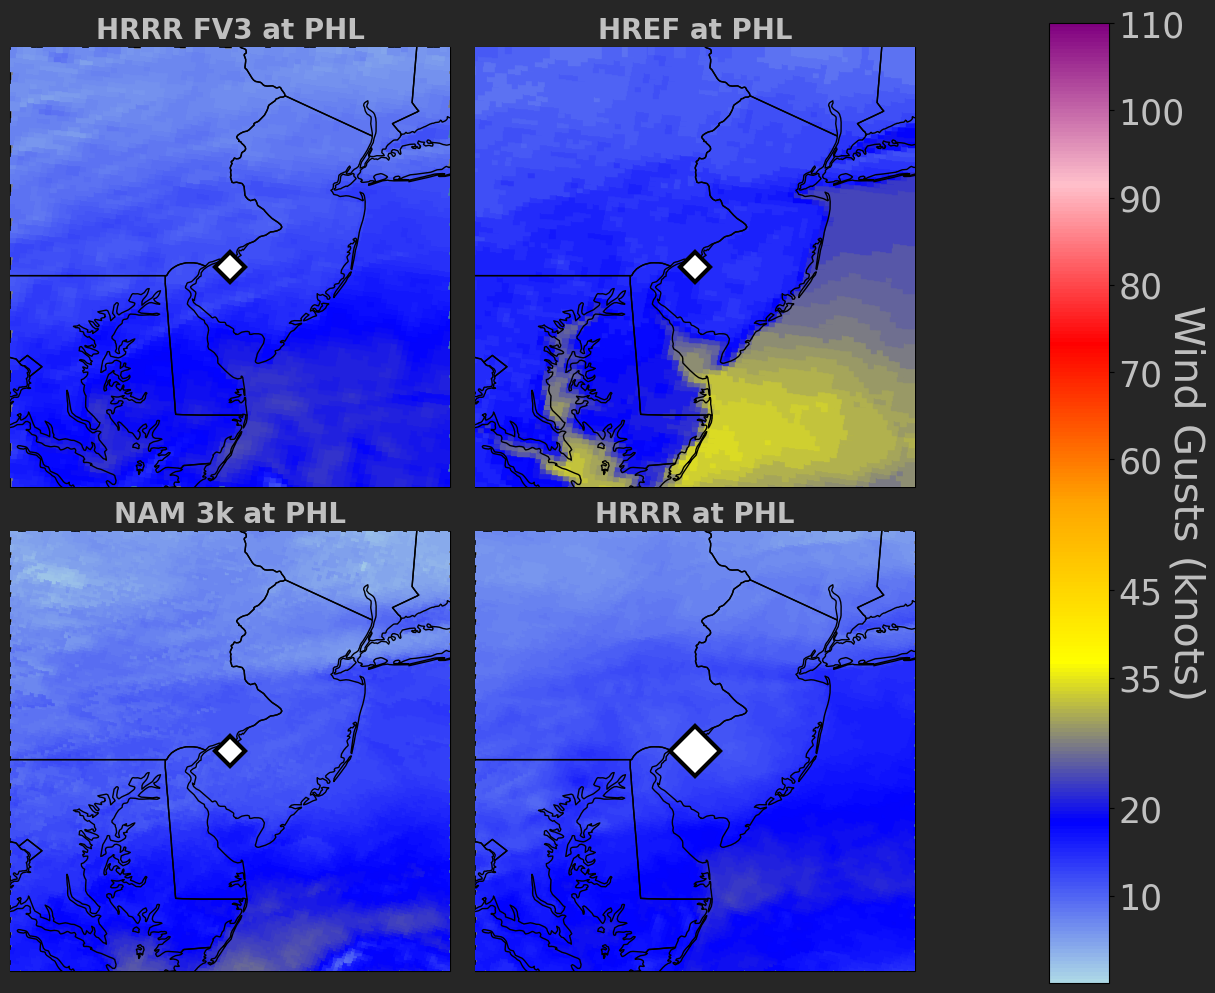 HRRR FV3 at PHL
HREF at PHL
NAM 3k at PHL
HRRR at PHL
110
100
90
80
70
60
45
35
20
10
Wind Gusts (knots)